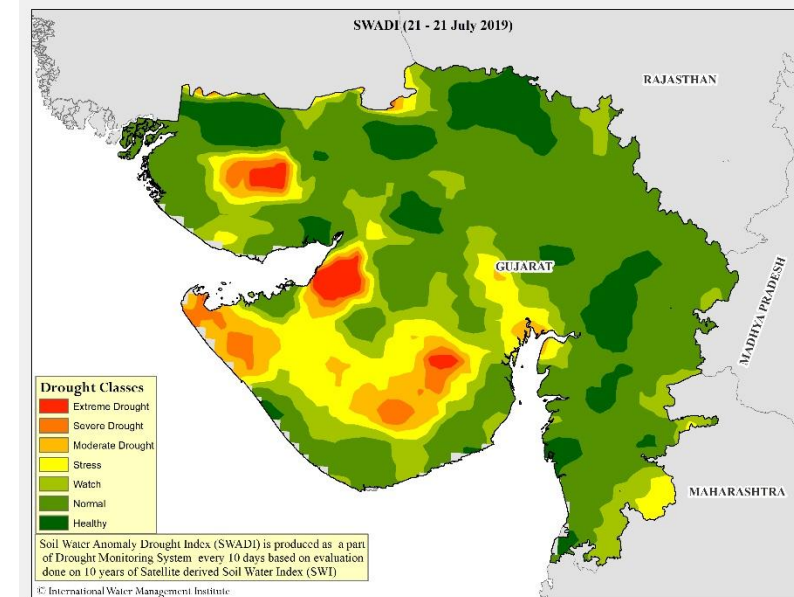 SWADI (21 - 21 July 2019)
RAJASTHAN
GUJARAT
MADHYA PRADESH
MAHARASHTRA
Drought Classes
Extreme Drought
Severe Drought
Moderate Drought
Stress
Watch
Normal
Healthy
Soil Water Anomaly Drought Index (SWADI) is produced as a part
of Drought Monitoring System every 10 days based on evaluation
done on 10 years of Satellite derived Soil Water Index (SWI)
© International Water Management Institute